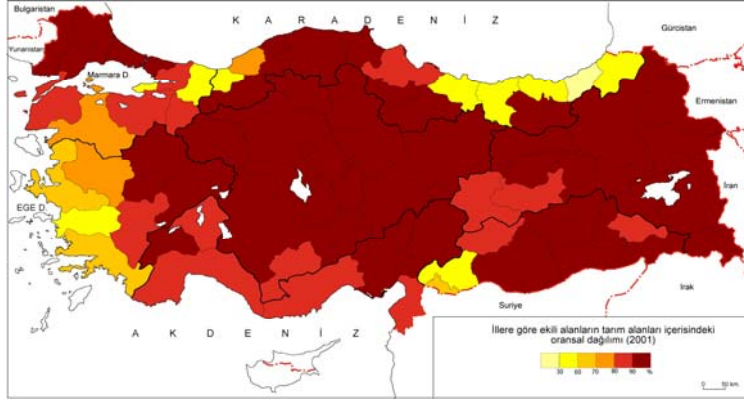 Bulgaristan
K A R A D E N İ Z
Gürcistan
Yunanistan
Marmara D.
Ermenistan
İran
EGE D.
Irak
Suriye
A K D E N İ Z
İllere göre ekili alanların tarım alanları içerisindeki
oransal dağılımı (2001)
30 60 70 80 90 %
0 50 km.